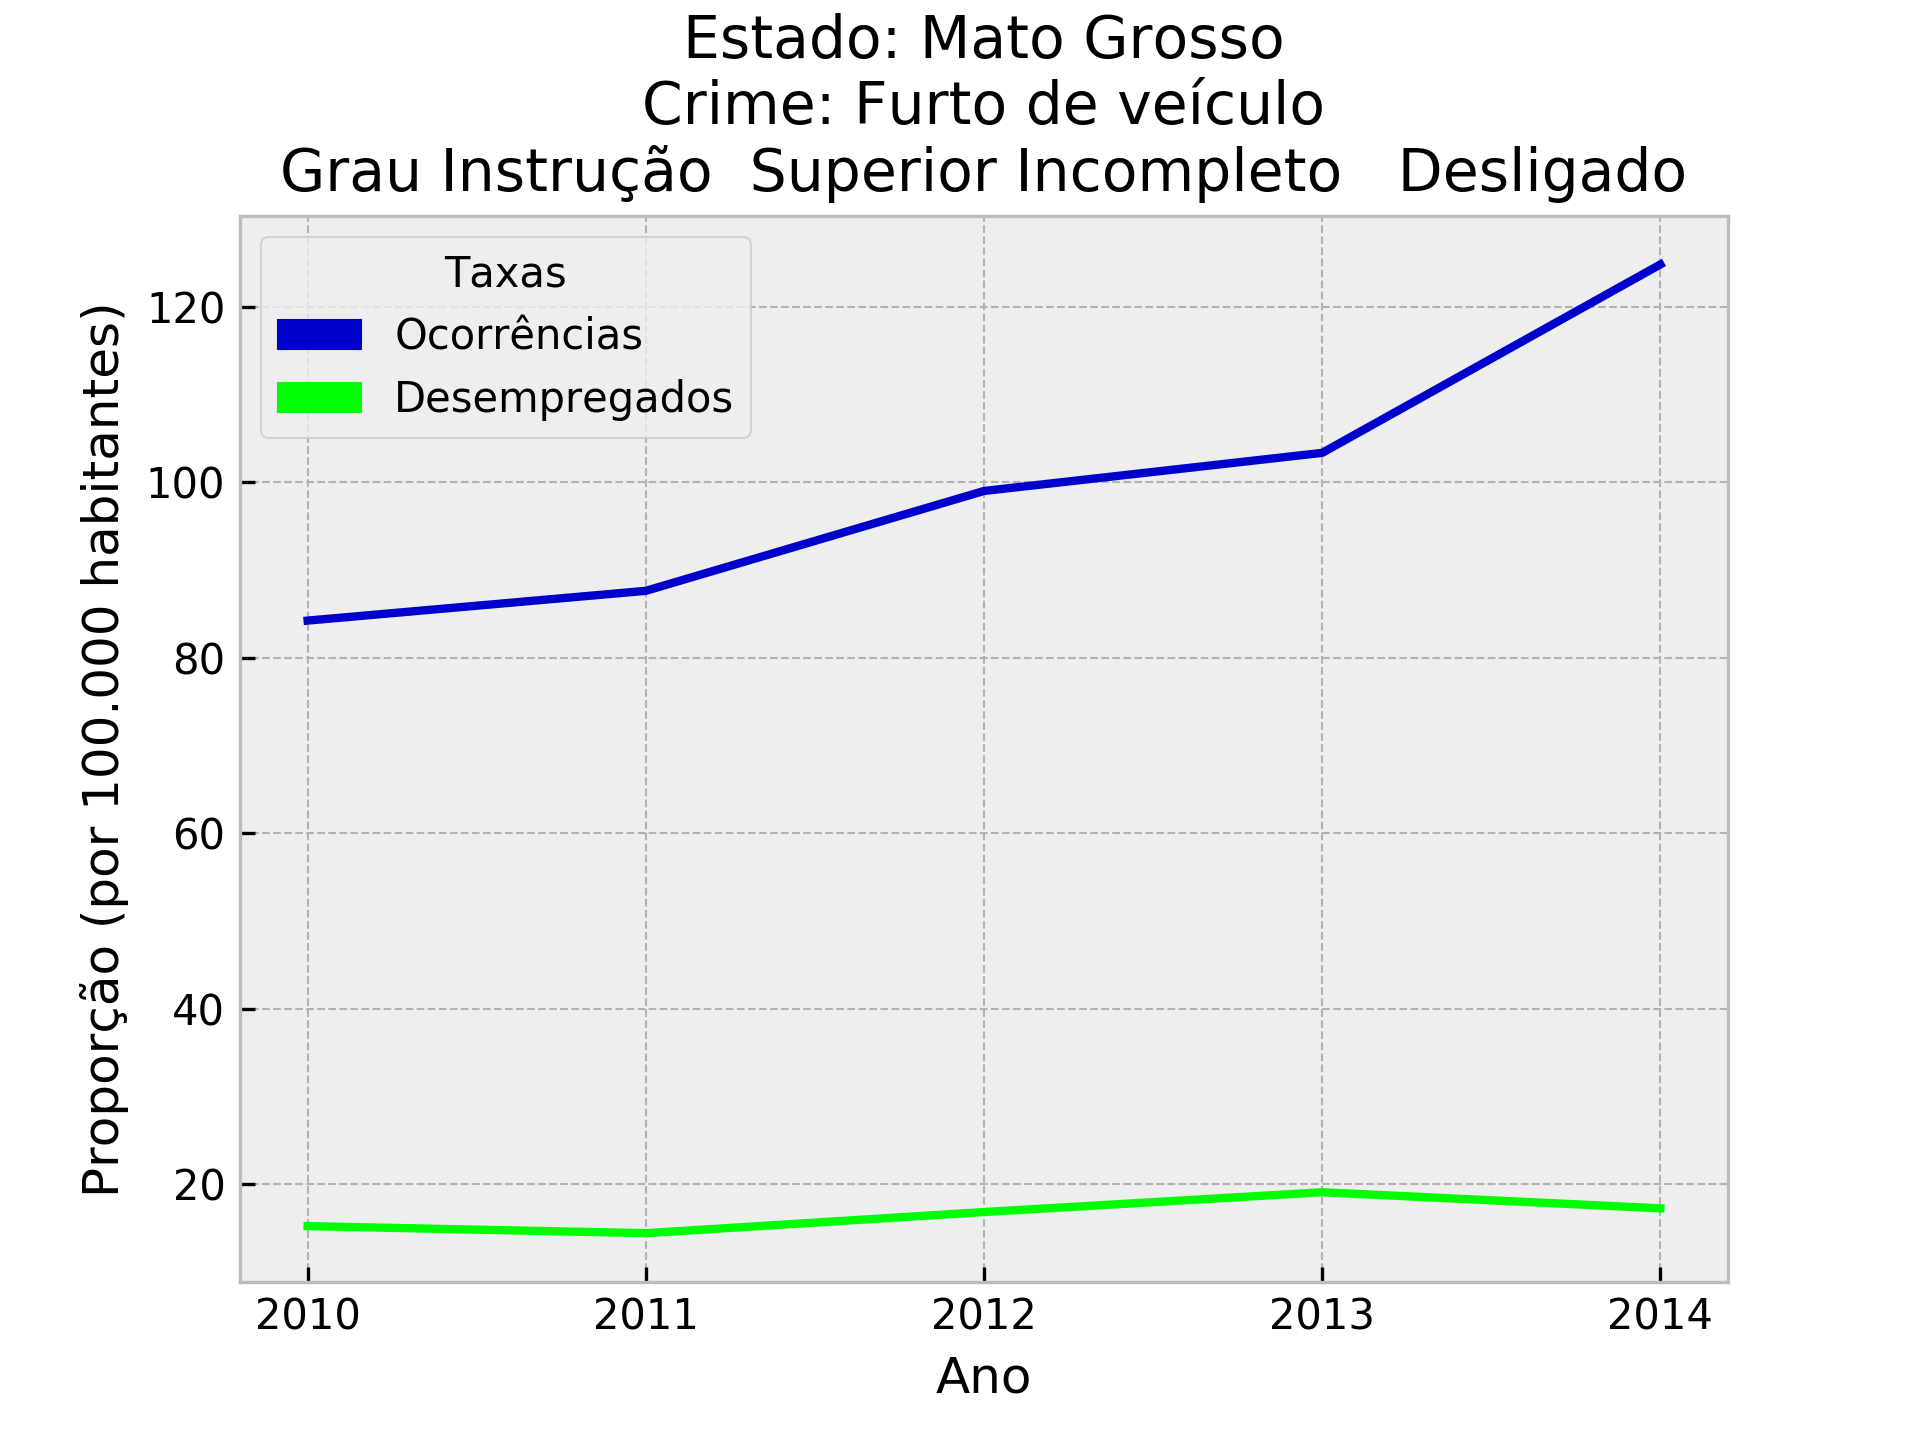 Estado: Mato Grosso
Crime: Furto de veículo
Grau Instrução  Superior Incompleto   Desligado
Taxas
Ocorrências
Desempregados
Proporção (por 100.000 habitantes)
120
100
80
60
40
20
2010 2011 2012 2013 2014
Ano